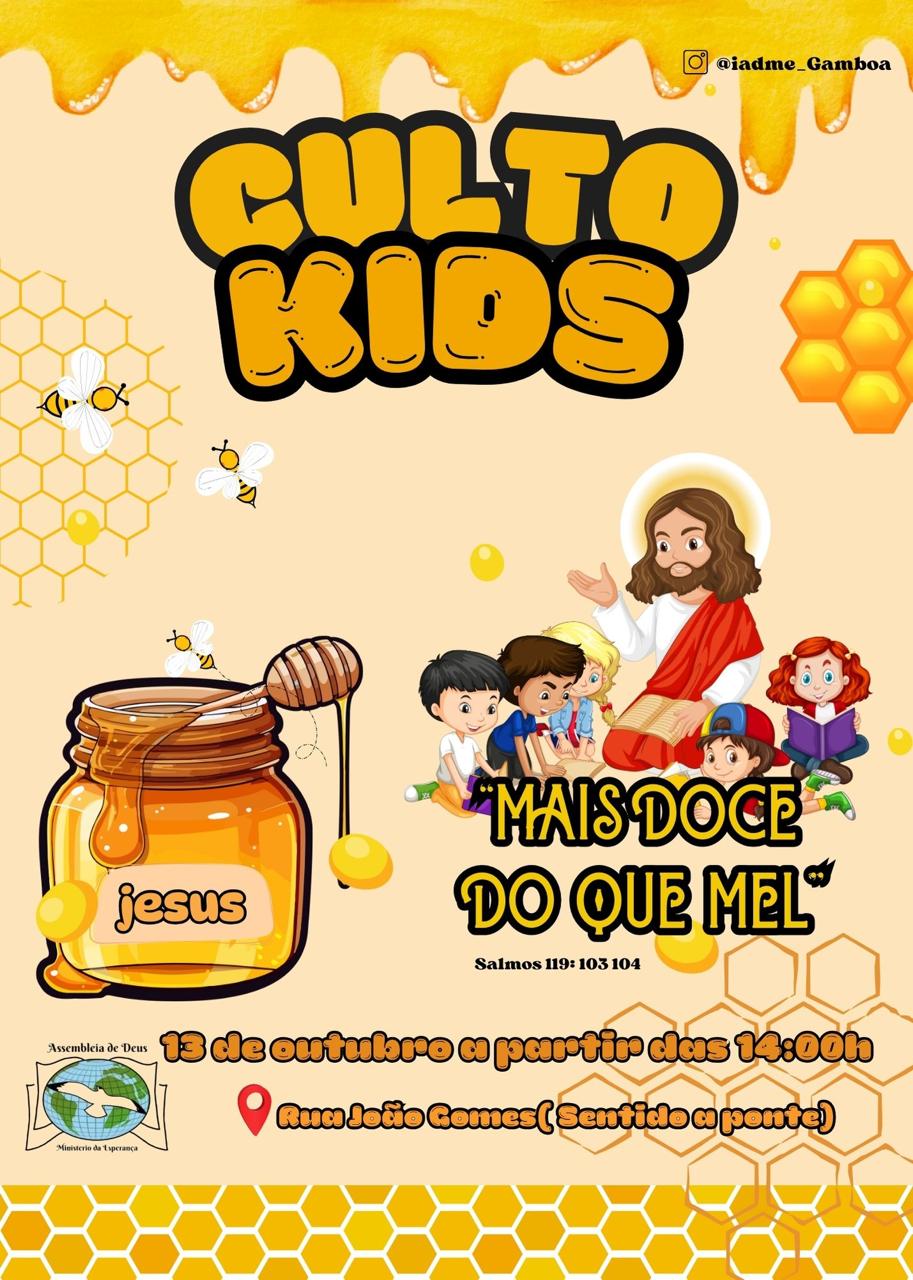 @iadme_Gamboa
CULTO
KIDS
jesus
"MAIS DOCE
DO QUE MEL"
Salmos 119: 103 104
Assembleia de Deus
Ministerio da Esperança
13 de outubro a partir das 14:00h
Rua João Gomes( Sentido a ponte)